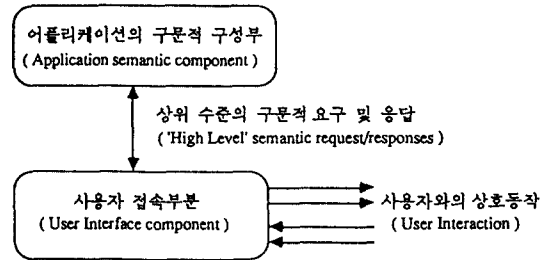 어플리케이션의 구문적 구성부
( Application semantic component )
상위 수준의 구문적 요구 및 응답
( 'High Level' semantic request/responses )
사용자 접속부분
( User Interface component )
사용자와의 상호동작
( User Interaction )